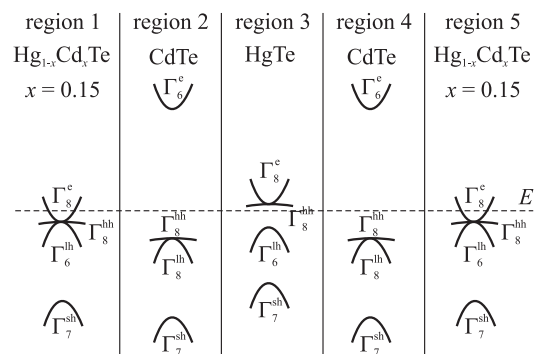 region 1 region 2 region 3 region 4 region 5
Hg₁₋ₓCdₓTe CdTe HgTe CdTe Hg₁₋ₓCdₓTe
x = 0.15 Γ₆ᵉ Γ₆ᵉ x = 0.15
Γ₈ᵉ Γ₈ᵉ Γ₈ᵉ E
Γ₈ʰʰ Γ₈ʰʰ Γ₈ʰʰ Γ₈ʰʰ Γ₈ʰʰ
Γ₆ˡʰ Γ₈ˡʰ Γ₆ˡʰ Γ₈ˡʰ Γ₆ˡʰ
Γ₇ˢʰ Γ₇ˢʰ Γ₇ˢʰ Γ₇ˢʰ Γ₇ˢʰ